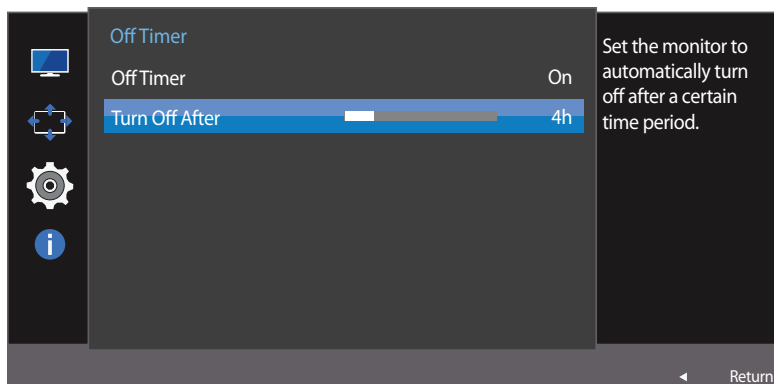 Off Timer
Off Timer On
Turn Off After 4h
Set the monitor to
automatically turn
off after a certain
time period.
Return